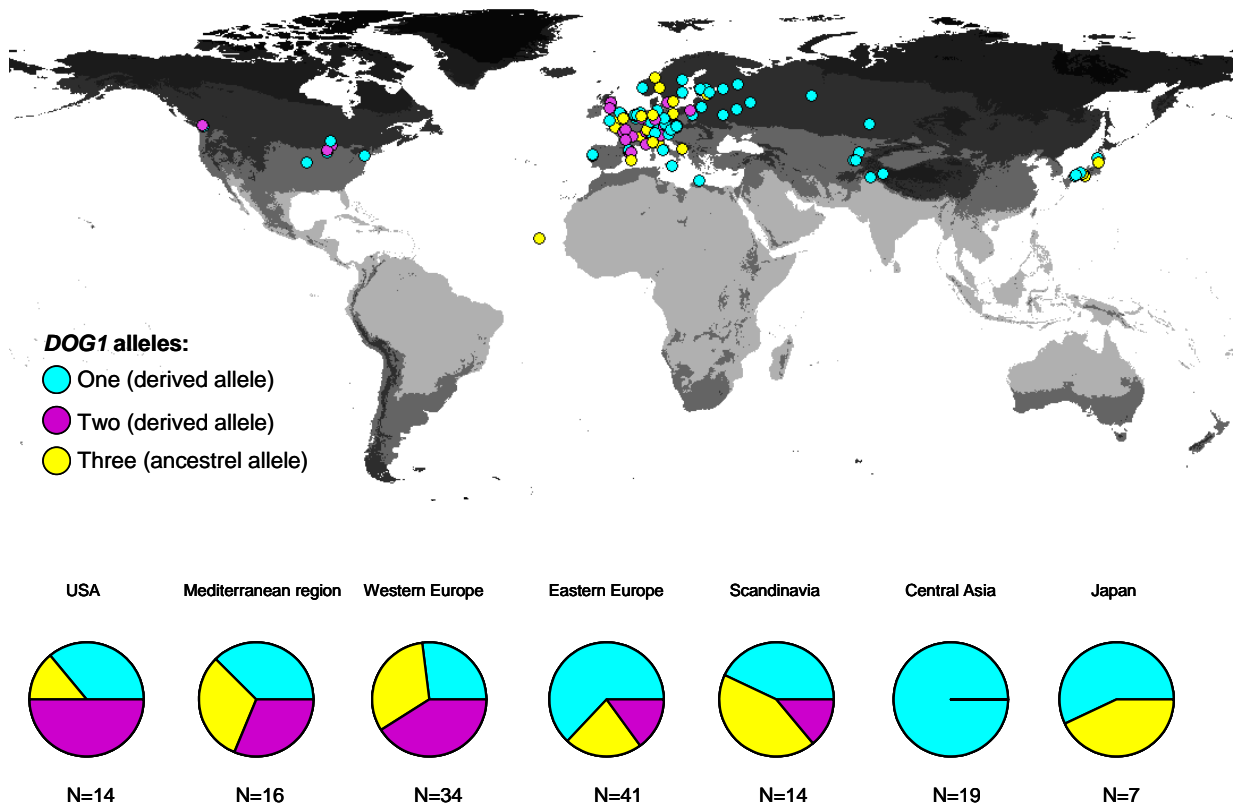 DOG1 alleles:
One (derived allele)
Two (derived allele)
Three (ancestrel allele)
USA
Mediterranean region
Western Europe
Eastern Europe
Scandinavia
Central Asia
Japan
N=14
N=16
N=34
N=41
N=14
N=19
N=7